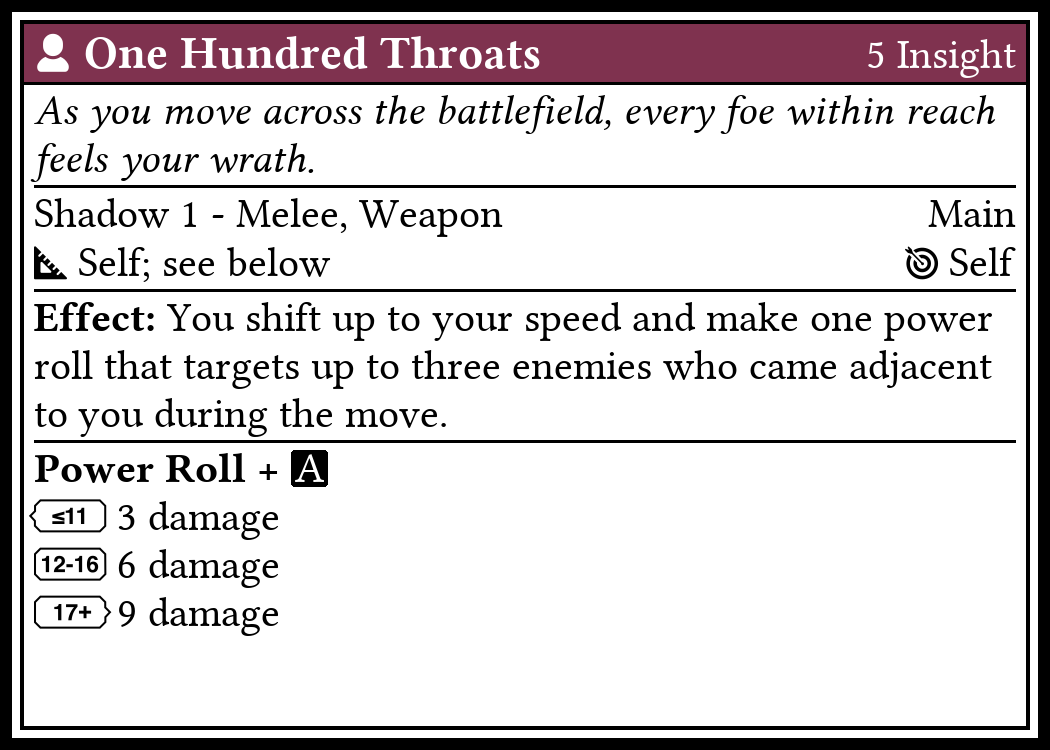 One Hundred Throats 5 Insight
As you move across the battlefield, every foe within reach
feels your wrath.
Shadow 1 - Melee, Weapon Main
Self; see below Self
Effect: You shift up to your speed and make one power
roll that targets up to three enemies who came adjacent
to you during the move.
Power Roll + A
≤11 3 damage
12-16 6 damage
17+ 9 damage